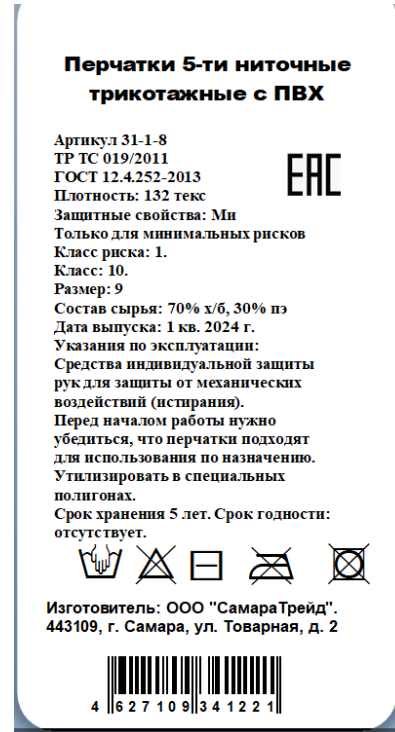 Перчатки 5-ти ниточные
трикотажные с ПВХ
Артикул 31-1-8
ТР ТС 019/2011
ГОСТ 12.4.252-2013
Плотность: 132 текс
Защитные свойства: Ми
Только для минимальных рисков
Класс риска: 1.
Класс: 10.
Размер: 9
Состав сырья: 70% х/б, 30% пэ
Дата выпуска: 1 кв. 2024 г.
Указания по эксплуатации:
Средства индивидуальной защиты
рук для защиты от механических
воздействий (истирания).
Перед началом работы нужно
убедиться, что перчатки подходят
для использования по назначению.
Утилизировать в специальных
полигонах.
Срок хранения 5 лет. Срок годности:
отсутствует.
EAC
Изготовитель: ООО "СамараТрейд".
443109, г. Самара, ул. Товарная, д. 2
4 627109 341221